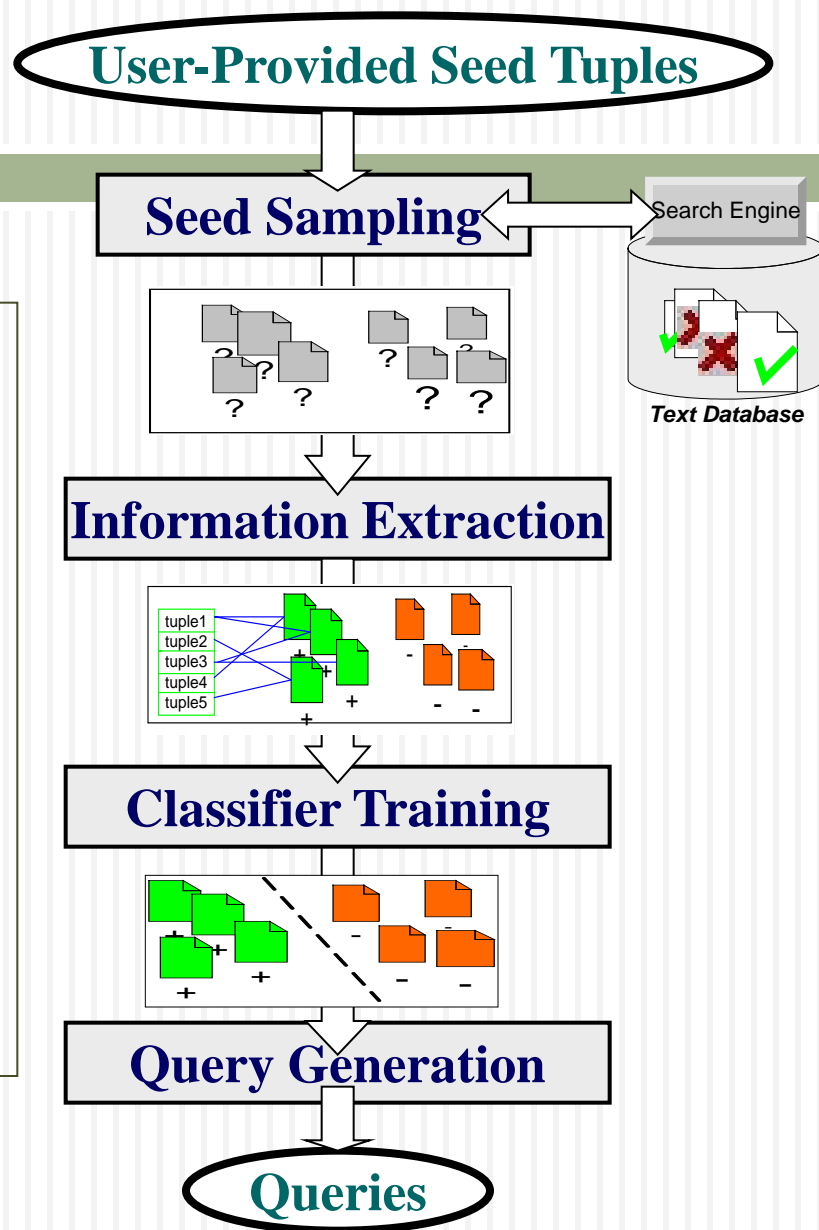 User-Provided Seed Tuples
Seed Sampling
Search Engine
Text Database
? ? ? ? ? ? ? ?
Information Extraction
tuple1
tuple2
tuple3
tuple4
tuple5
+ + + +
- - - -
Classifier Training
+ + + +
- - - -
Query Generation
Queries